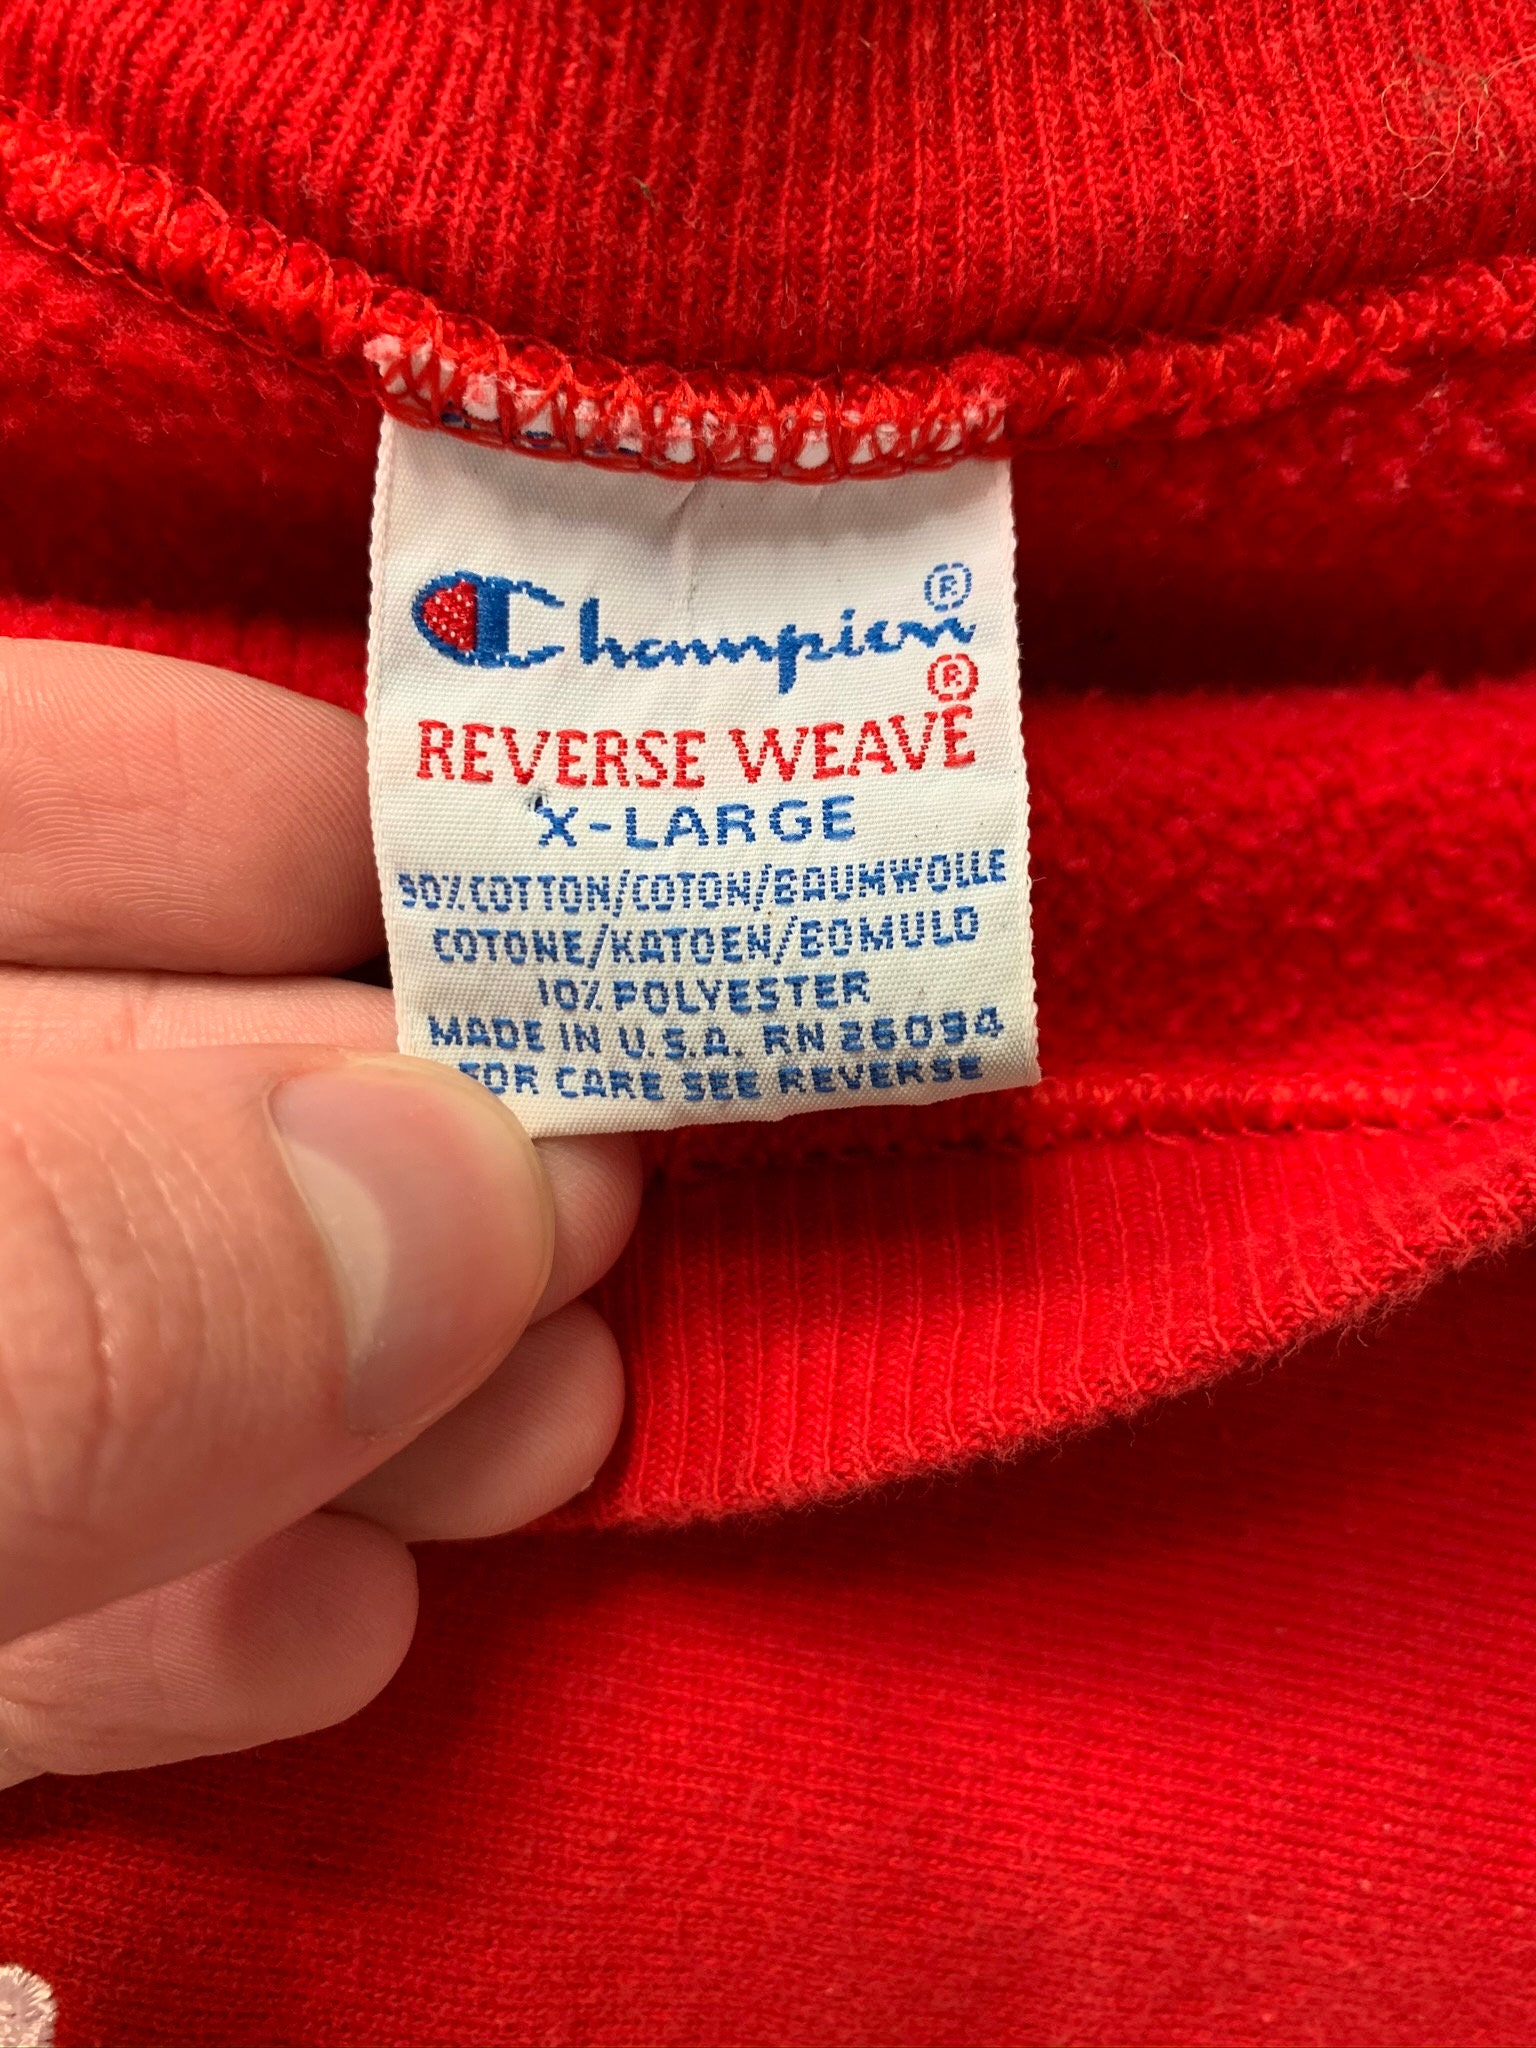 Champion®
REVERSE WEAVE®
X-LARGE
90% COTTON/COTON/BAUMWOLLE
COTONE/KATOEN/BOMULD
10% POLYESTER
MADE IN U.S.A. RN 26094
FOR CARE SEE REVERSE